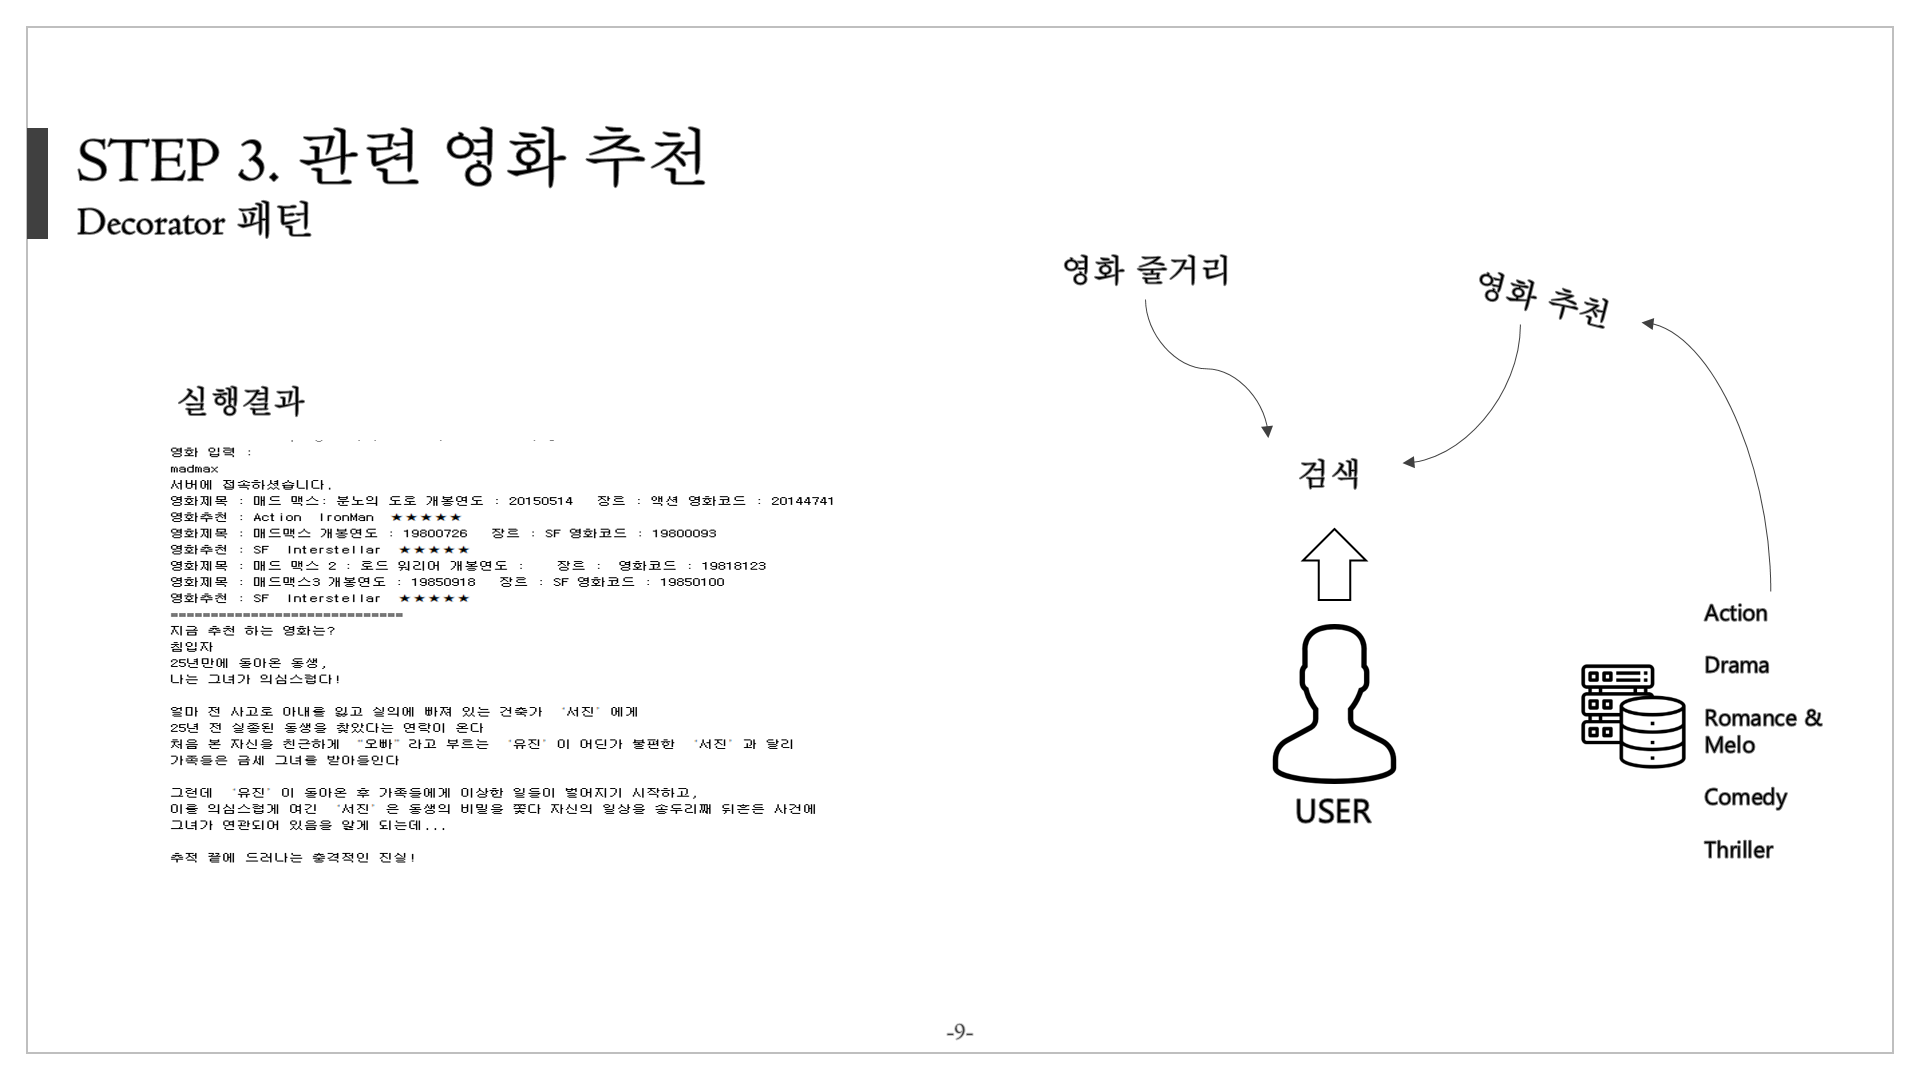 STEP 3. 관련 영화 추천
Decorator 패턴
실행결과
영화 입력 :
madmax
서버에 접속하셨습니다.
영화제목 : 매드 맥스: 분노의 도로 개봉연도 : 20150514 장르 : 액션 영화코드 : 20144741
영화추천 : Action IronMan ★★★★★
영화제목 : 매드맥스 개봉연도 : 19800726 장르 : SF 영화코드 : 19800093
영화추천 : SF Interstellar ★★★★★
영화제목 : 매드 맥스 2 : 로드 워리어 개봉연도 : 장르 : 영화코드 : 19818123
영화제목 : 매드맥스3 개봉연도 : 19850918 장르 : SF 영화코드 : 19850100
영화추천 : SF Interstellar ★★★★★
=============================
지금 추천 하는 영화는?
침입자
25년만에 돌아온 동생,
나는 그녀가 의심스럽다!
얼마 전 사고로 아내를 잃고 실의에 빠져 있는 건축가 ‘서진’에게
25년 전 실종된 동생을 찾았다는 연락이 온다
처음 본 자신을 친근하게 “오빠”라고 부르는 ‘유진’이 어딘가 불편한 ‘서진’과 달리
가족들은 금세 그녀를 받아들인다
그런데 ‘유진’이 돌아온 후 가족들에게 이상한 일들이 벌어지기 시작하고,
이를 의심스럽게 여긴 ‘서진’은 동생의 비밀을 쫓다 자신의 일상을 송두리째 뒤흔든 사건에
그녀가 연관되어 있음을 알게 되는데...
추적 끝에 드러나는 충격적인 진실!
영화 줄거리
영화 추천
검색
USER
Action
Drama
Romance &
Melo
Comedy
Thriller
-9-